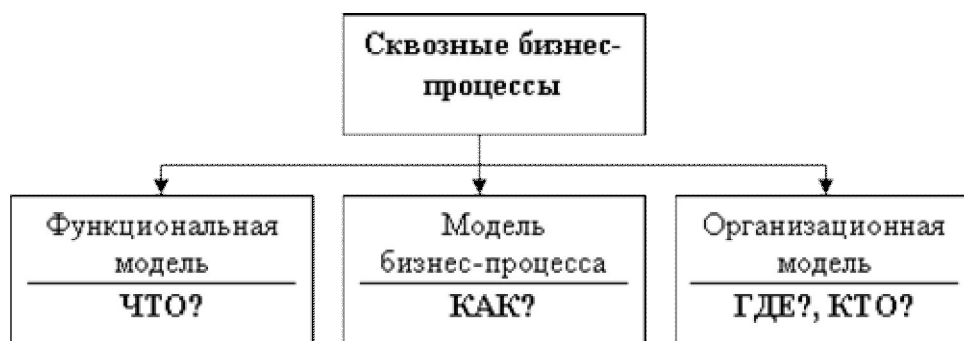 Сквозные бизнес-
процессы
Функциональная
модель
ЧТО?
Модель
бизнес-процесса
КАК?
Организационная
модель
ГДЕ?, КТО?